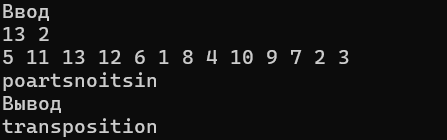 Ввод
13 2
5 11 13 12 6 1 8 4 10 9 7 2 3
poartsnoitsin
Вывод
transposition